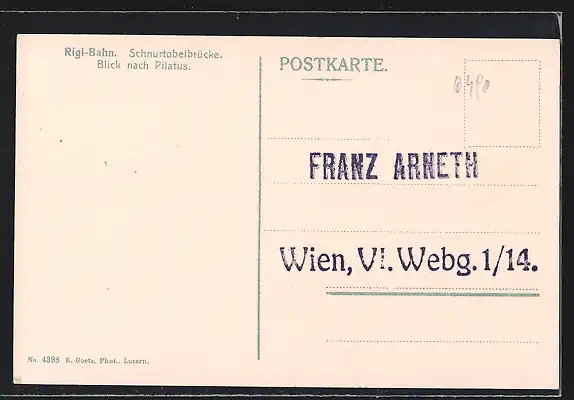 Rigi-Bahn. Schnurtobelbrücke.
Blick nach Pilatus.
POSTKARTE.
FRANZ ARNETH
Wien, VI. Webg. 1/14.
No. 4398 E. Goetz, Phot., Luzern.